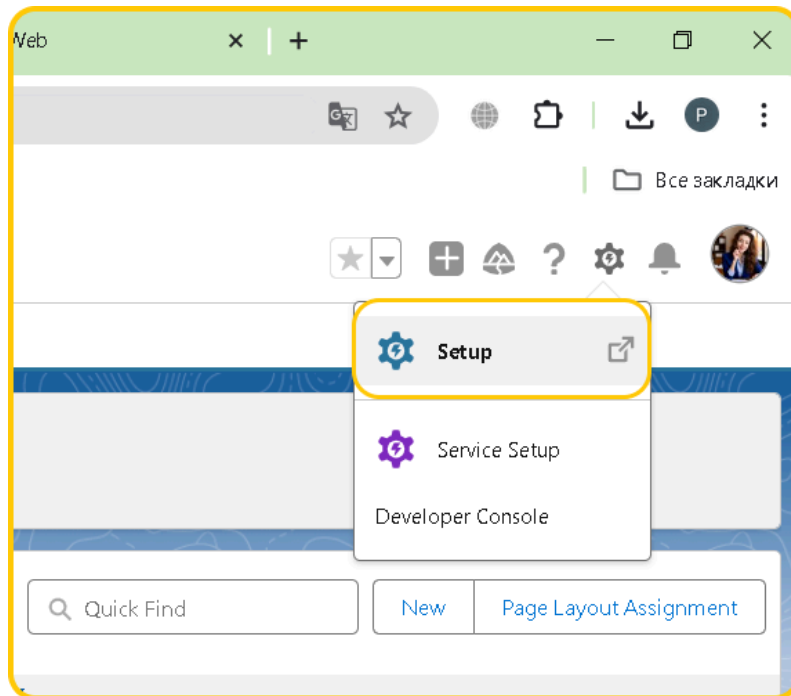 Web
P
Все закладки
Setup
Service Setup
Developer Console
Quick Find
New
Page Layout Assignment